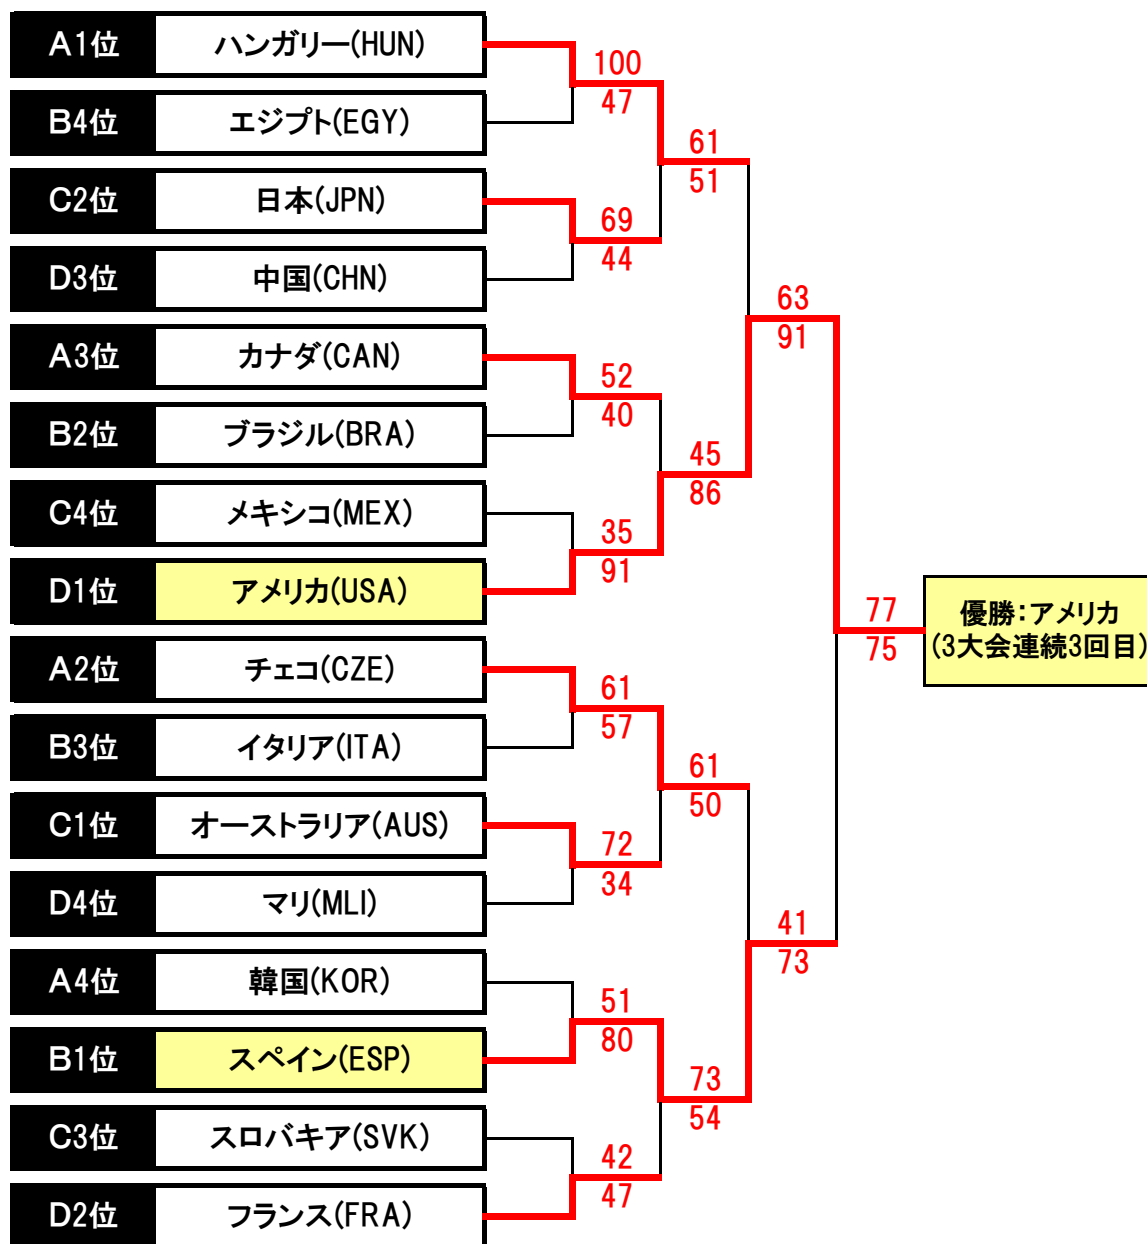 A1位 ハンガリー(HUN)
100
47
B4位 エジプト(EGY)
61
51
C2位 日本(JPN)
69
44
D3位 中国(CHN)
63
91
A3位 カナダ(CAN)
52
40
B2位 ブラジル(BRA)
45
86
C4位 メキシコ(MEX)
35
91
D1位 アメリカ(USA)
77
75
優勝：アメリカ
(3大会連続3回目)
A2位 チェコ(CZE)
61
57
B3位 イタリア(ITA)
61
50
C1位 オーストラリア(AUS)
72
34
D4位 マリ(MLI)
41
73
A4位 韓国(KOR)
51
80
B1位 スペイン(ESP)
73
54
C3位 スロバキア(SVK)
42
47
D2位 フランス(FRA)